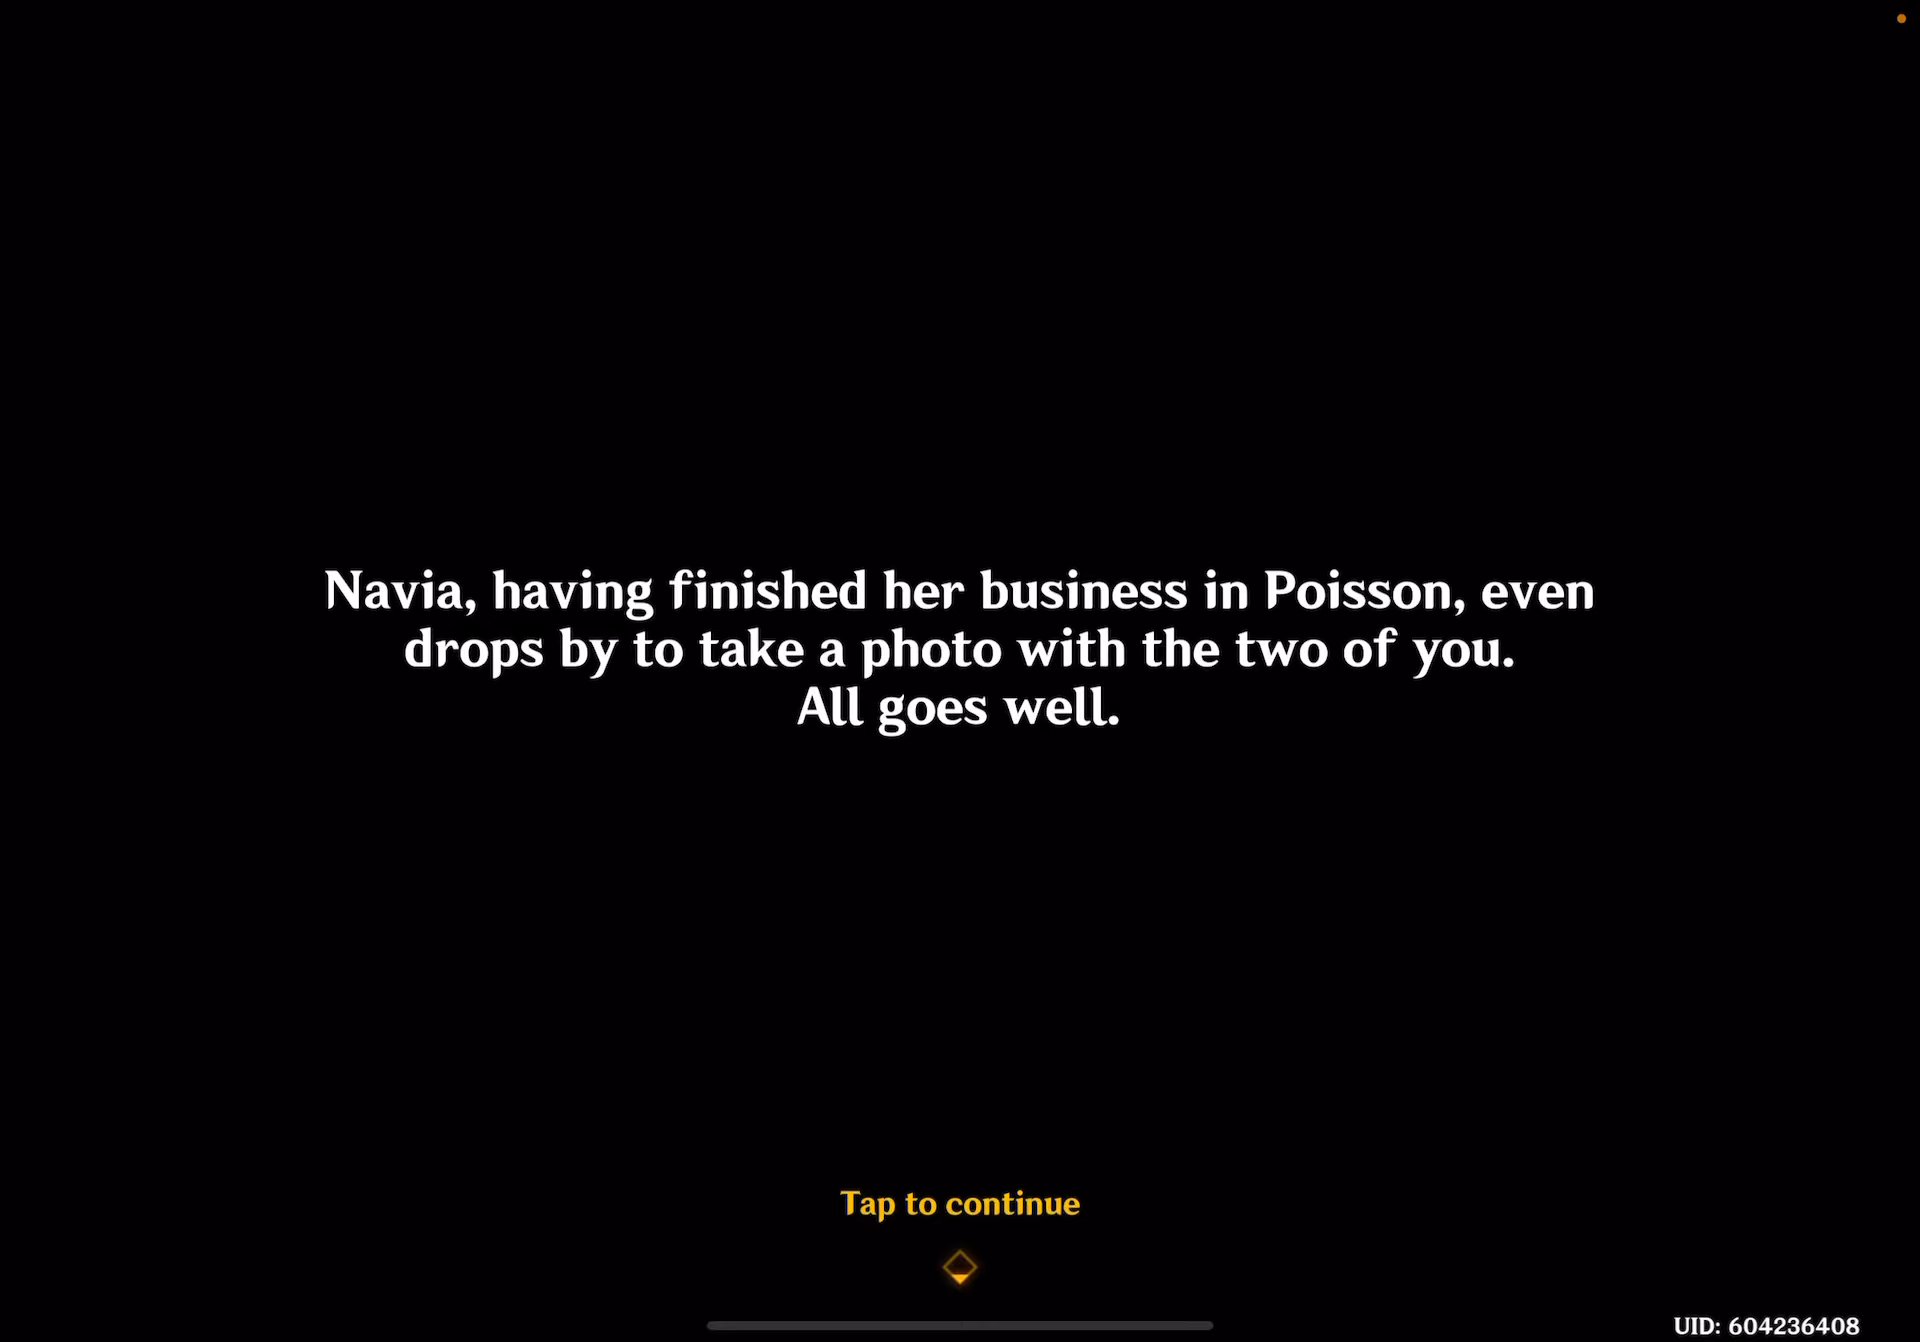 Navia, having finished her business in Poisson, even
drops by to take a photo with the two of you.
All goes well.
Tap to continue
UID: 604236408